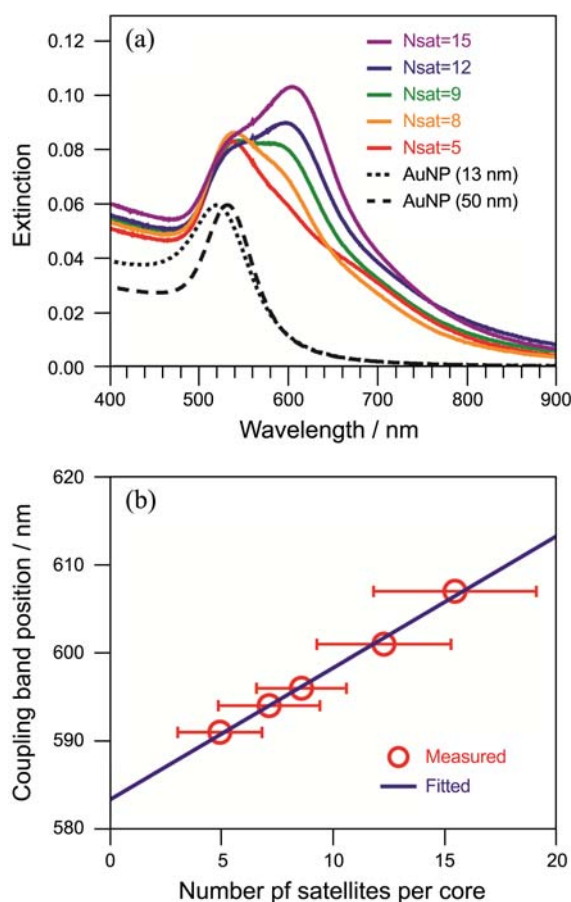 (a)
0.12
0.10
0.08
0.06
0.04
0.02
0.00
Extinction
Nsat=15
Nsat=12
Nsat=9
Nsat=8
Nsat=5
AuNP (13 nm)
AuNP (50 nm)
400 500 600 700 800 900
Wavelength / nm
(b)
620
610
600
590
580
Coupling band position / nm
Measured
Fitted
0 5 10 15 20
Number pf satellites per core